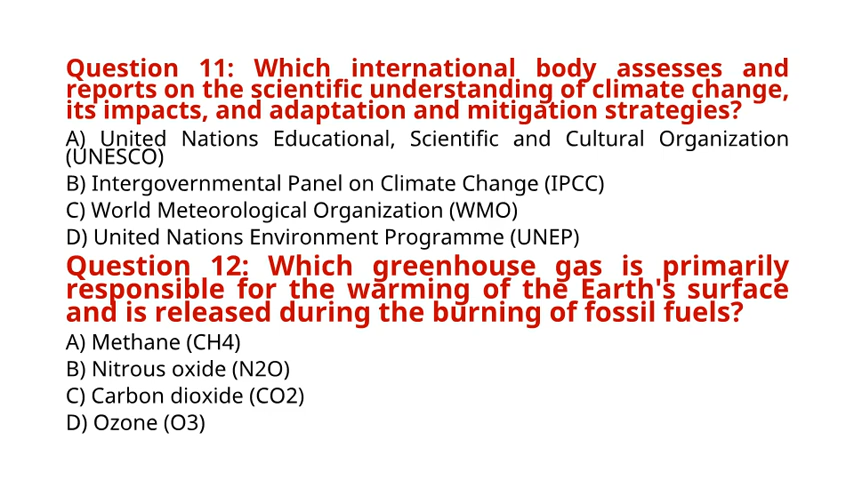 Question 11: Which international body assesses and
reports on the scientific understanding of climate change,
its impacts, and adaptation and mitigation strategies?
A) United Nations Educational, Scientific and Cultural Organization
(UNESCO)
B) Intergovernmental Panel on Climate Change (IPCC)
C) World Meteorological Organization (WMO)
D) United Nations Environment Programme (UNEP)
Question 12: Which greenhouse gas is primarily
responsible for the warming of the Earth's surface
and is released during the burning of fossil fuels?
A) Methane (CH4)
B) Nitrous oxide (N2O)
C) Carbon dioxide (CO2)
D) Ozone (O3)